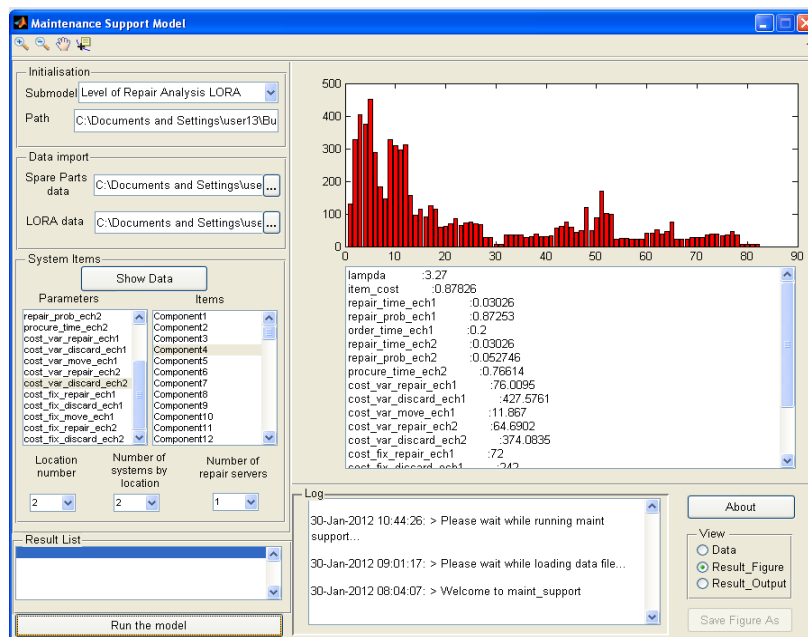 Maintenance Support Model
Initialisation
Submodel Level of Repair Analysis LORA
Path C:\Documents and Settings\user13\Bu
Data import
Spare Parts data C:\Documents and Settings\use ...
LORA data C:\Documents and Settings\use ...
System Items
Show Data
Parameters Items
repair_prob_ech2
procure_time_ech2
cost_var_repair_ech1
cost_var_discard_ech1
cost_var_move_ech1
cost_var_repair_ech2
cost_var_discard_ech2
cost_fix_repair_ech1
cost_fix_discard_ech1
cost_fix_move_ech1
cost_fix_repair_ech2
cost_fix_discard_ech2
Component1
Component2
Component3
Component4
Component5
Component6
Component7
Component8
Component9
Component10
Component11
Component12
Location number
Number of systems by location
Number of repair servers
2 2 1
Result List
Run the model
500
400
300
200
100
0
0 10 20 30 40 50 60 70 80 90
lampda :3.27
item_cost :0.87826
repair_time_ech1 :0.03026
repair_prob_ech1 :0.87253
order_time_ech1 :0.2
repair_time_ech2 :0.03026
repair_prob_ech2 :0.052746
procure_time_ech2 :0.76614
cost_var_repair_ech1 :76.0095
cost_var_discard_ech1 :427.5761
cost_var_move_ech1 :11.867
cost_var_repair_ech2 :64.6902
cost_var_discard_ech2 :374.0835
cost_fix_repair_ech1 :72
cost_fix_discard_ech1 :242
Log
30-Jan-2012 10:44:26: > Please wait while running maint
support...
30-Jan-2012 09:01:17: > Please wait while loading data file...
30-Jan-2012 08:04:07: > Welcome to maint_support
About
View
Data
Result_Figure
Result_Output
Save Figure As